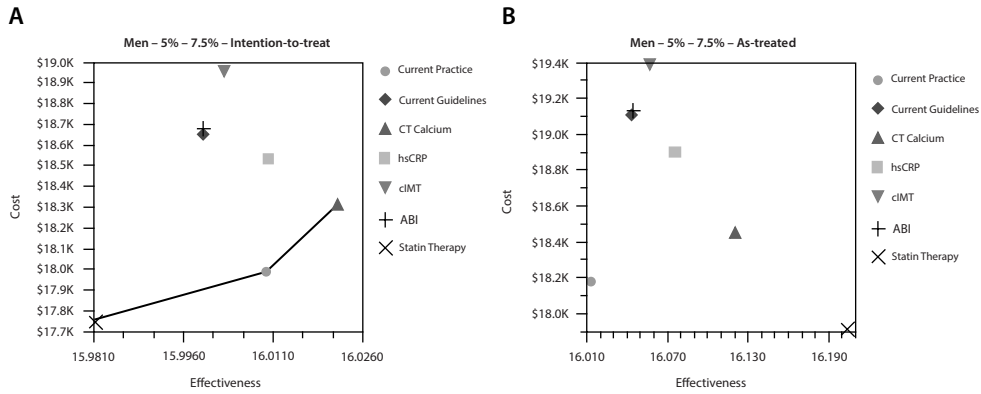 A
Men – 5% – 7.5% – Intention-to-treat
$19.0K
$18.9K
$18.8K
$18.7K
$18.6K
$18.5K
$18.4K
$18.3K
$18.2K
$18.1K
$18.0K
$17.9K
$17.8K
$17.7K
Cost
15.9810
15.9960
16.0110
16.0260
Effectiveness
Current Practice
Current Guidelines
CT Calcium
hsCRP
cIMT
ABI
Statin Therapy
B
Men – 5% – 7.5% – As-treated
$19.4K
$19.2K
$19.0K
$18.8K
$18.6K
$18.4K
$18.2K
$18.0K
Cost
16.010
16.070
16.130
16.190
Effectiveness
Current Practice
Current Guidelines
CT Calcium
hsCRP
cIMT
ABI
Statin Therapy